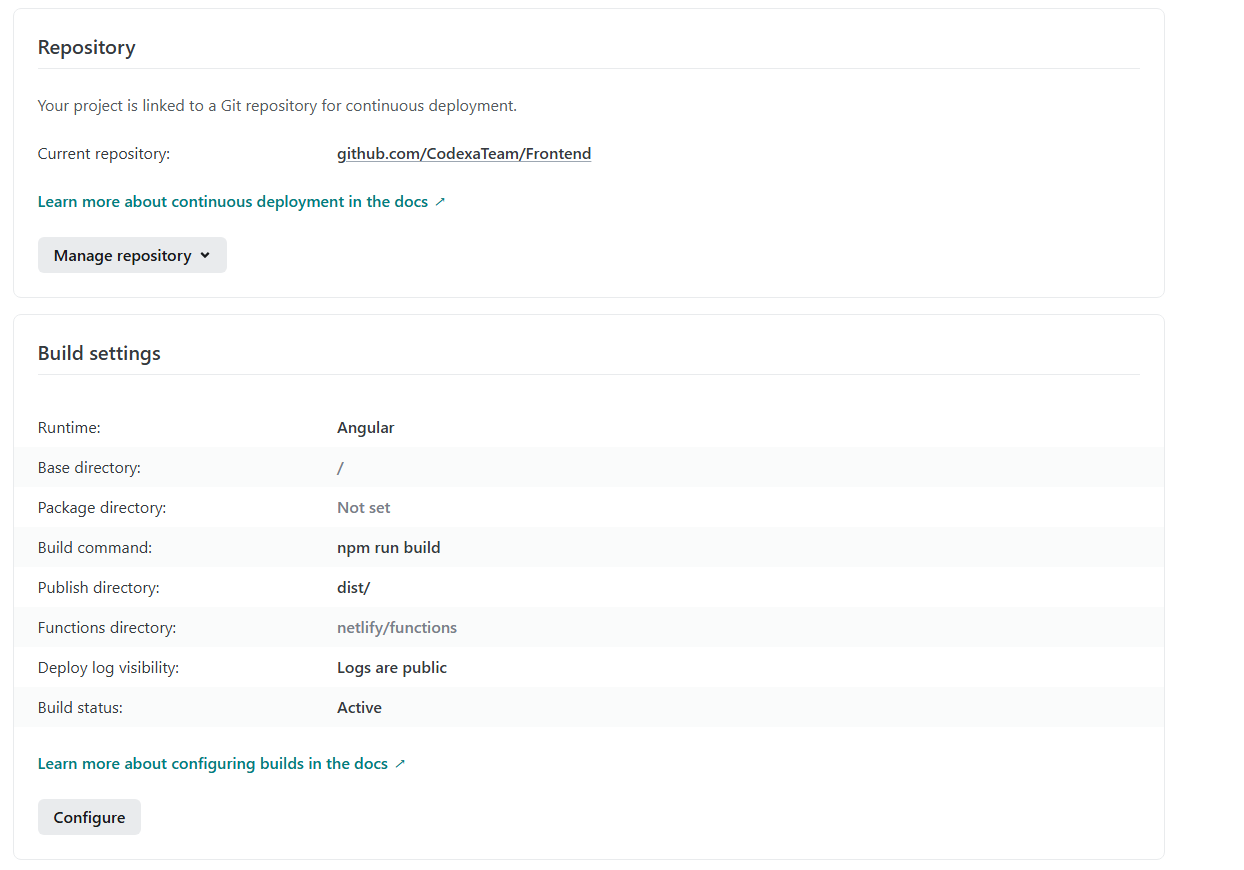 Repository
Your project is linked to a Git repository for continuous deployment.
Current repository: github.com/CodexaTeam/Frontend
Learn more about continuous deployment in the docs ↗
Manage repository
Build settings
Runtime: Angular
Base directory: /
Package directory: Not set
Build command: npm run build
Publish directory: dist/
Functions directory: netlify/functions
Deploy log visibility: Logs are public
Build status: Active
Learn more about configuring builds in the docs ↗
Configure